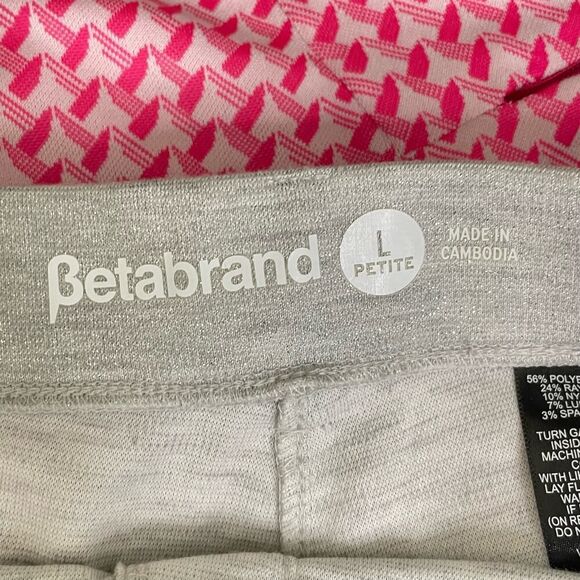 βetabrand
L
PETITE
MADE IN
CAMBODIA
56% POLYE
24% RA
10% NY
7% LU
3% SPA
TURN GA
INSID
MACHIN
C
WITH LI
LAY FL
WA
IF
(ON RE
DO N